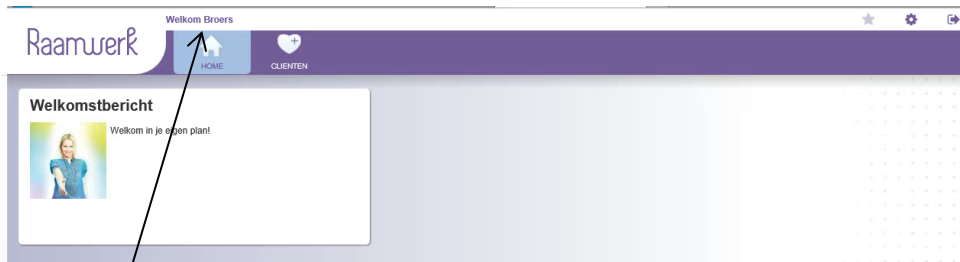 Welkom Broers
Raamwerk
HOME
CLIENTEN
Welkomstbericht
Welkom in je eigen plan!